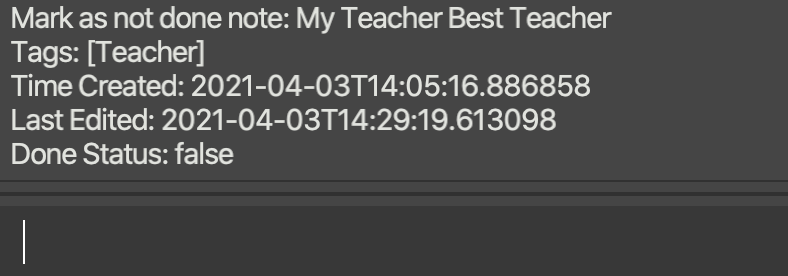 Mark as not done note: My Teacher Best Teacher
Tags: [Teacher]
Time Created: 2021-04-03T14:05:16.886858
Last Edited: 2021-04-03T14:29:19.613098
Done Status: false